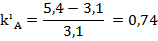 k¹A = (5,4 – 3,1) / 3,1 = 0,74